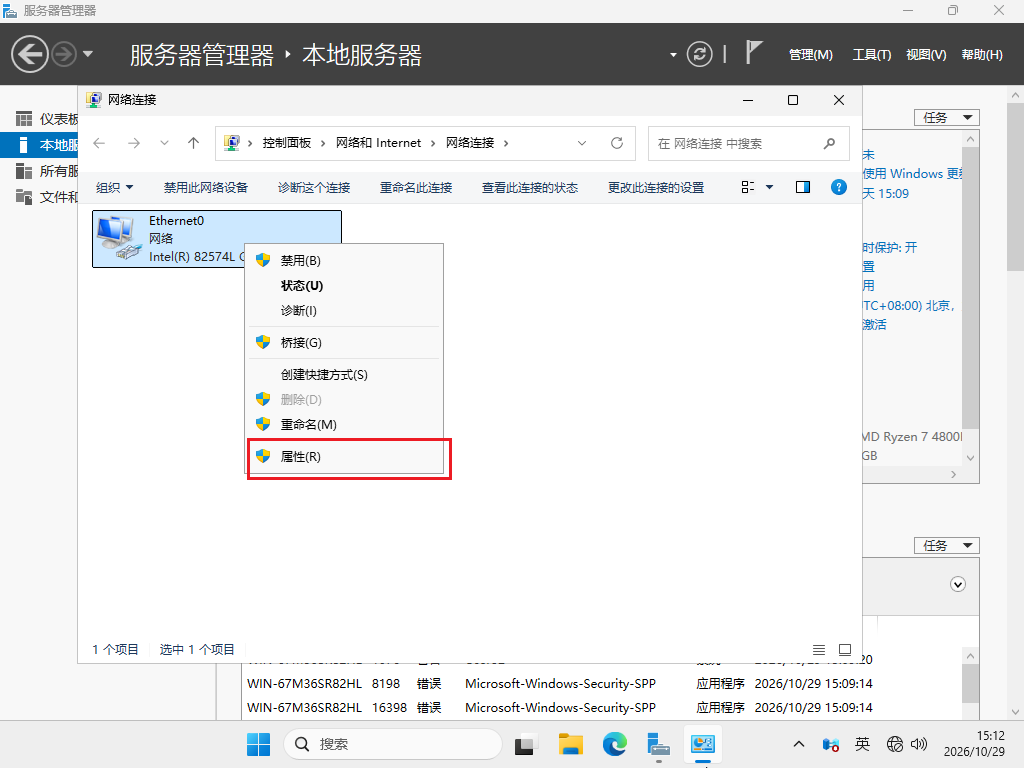 服务器管理器
服务器管理器 本地服务器
管理(M) 工具(T) 视图(V) 帮助(H)
网络连接
控制面板 网络和 Internet 网络连接
在 网络连接 中搜索
组织 禁用此网络设备 诊断这个连接 重命名此连接 查看此连接的状态 更改此连接的设置
仪表板
本地服
所有服
文件和
Ethernet0
网络
Intel(R) 82574L
禁用(B)
状态(U)
诊断(I)
桥接(G)
创建快捷方式(S)
删除(D)
重命名(M)
属性(R)
任务
未
使用 Windows 更新
天 15:09
时保护: 开
置
用
TC+08:00) 北京,
激活
MD Ryzen 7 4800
GB
任务
1 个项目 选中 1 个项目
WIN-67M36SR82HL 8198 错误 Microsoft-Windows-Security-SPP 应用程序 2026/10/29 15:09:14
WIN-67M36SR82HL 16398 错误 Microsoft-Windows-Security-SPP 应用程序 2026/10/29 15:09:14
搜索
英
15:12
2026/10/29